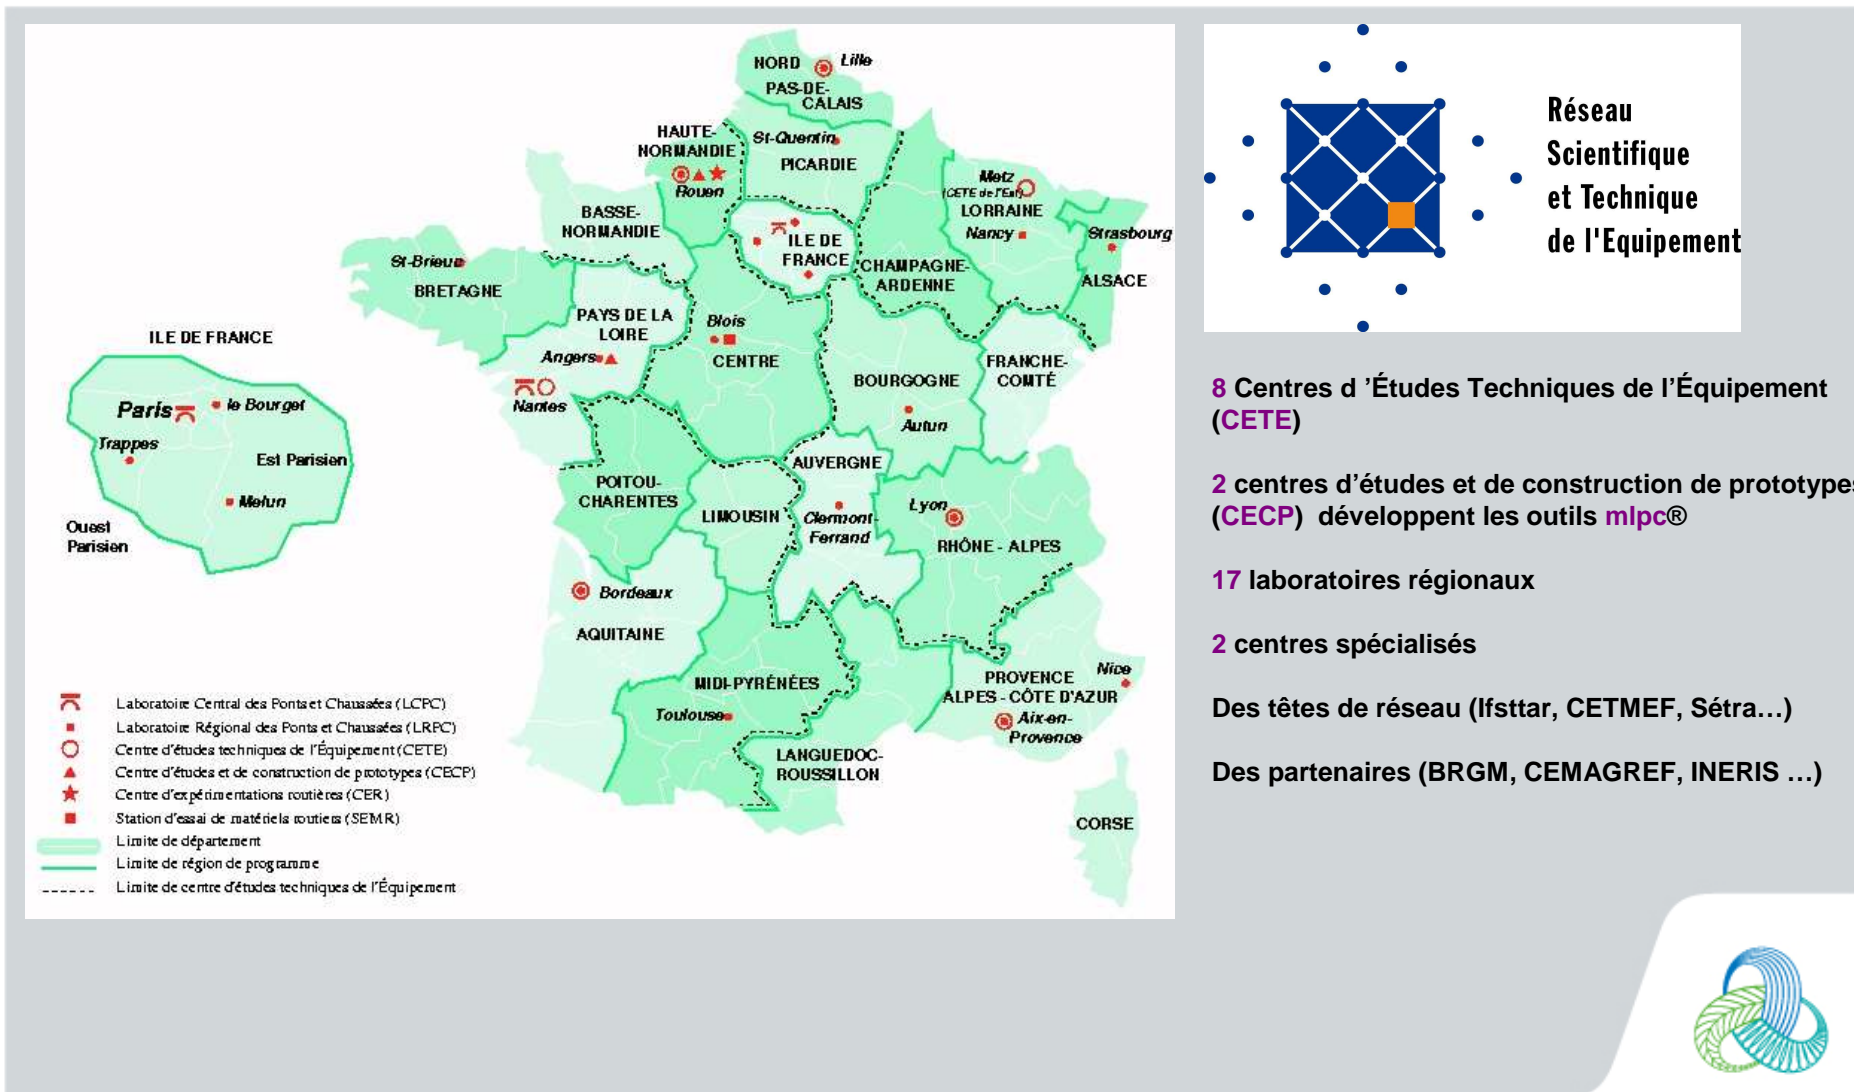 NORD
Lille
PAS-DE-
CALAIS
HAUTE-
NORMANDIE
St-Quentin
PICARDIE
Rouen
Metz
(CETE de l'Est)
LORRAINE
Nancy
Strasbourg
ALSACE
BASSE-
NORMANDIE
ILE DE
FRANCE
CHAMPAGNE-
ARDENNE
St-Brieuc
BRETAGNE
PAYS DE LA
LOIRE
Angers
Nantes
Blois
CENTRE
BOURGOGNE
Autun
FRANCHE-
COMTÉ
ILE DE FRANCE
Paris
le Bourget
Trappes
Est Parisien
Melun
Ouest
Parisien
POITOU-
CHARENTES
LIMOUSIN
AUVERGNE
Clermont-
Ferrand
Lyon
RHÔNE - ALPES
Bordeaux
AQUITAINE
MIDI-PYRÉNÉES
Toulouse
LANGUEDOC-
ROUSSILLON
PROVENCE
ALPES - CÔTE D'AZUR
Nice
Aix-en-
Provence
CORSE
Laboratoire Central des Ponts et Chaussées (LCPC)
Laboratoire Régional des Ponts et Chaussées (LRPC)
Centre d'études techniques de l'Équipement (CETE)
Centre d'études et de construction de prototypes (CECP)
Centre d'expérimentations routières (CER)
Station d'essai de matériels routiers (SEMR)
Limite de département
Limite de région de programme
Limite de centre d'études techniques de l'Équipement
Réseau
Scientifique
et Technique
de l'Equipement
8 Centres d ’Études Techniques de l’Équipement
(CETE)
2 centres d’études et de construction de prototypes
(CECP) développent les outils mlpc®
17 laboratoires régionaux
2 centres spécialisés
Des têtes de réseau (Ifsttar, CETMEF, Sétra…)
Des partenaires (BRGM, CEMAGREF, INERIS …)